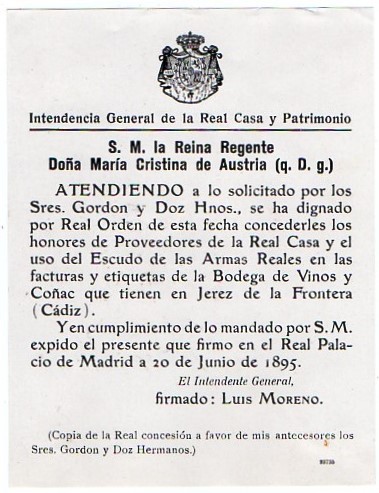 Intendencia General de la Real Casa y Patrimonio
S. M. la Reina Regente
Doña María Cristina de Austria (q. D. g.)
ATENDIENDO a lo solicitado por los
Sres. Gordon y Doz Hnos., se ha dignado
por Real Orden de esta fecha concederles los
honores de Proveedores de la Real Casa y el
uso del Escudo de las Armas Reales en las
facturas y etiquetas de la Bodega de Vinos y
Coñac que tienen en Jerez de la Frontera
(Cádiz).
Y en cumplimiento de lo mandado por S. M.
expido el presente que firmo en el Real Pala-
cio de Madrid a 20 de Junio de 1895.
El Intendente General,
firmado: LUIS MORENO.
(Copia de la Real concesión a favor de mis antecesores los
Sres. Gordon y Doz Hermanos.)